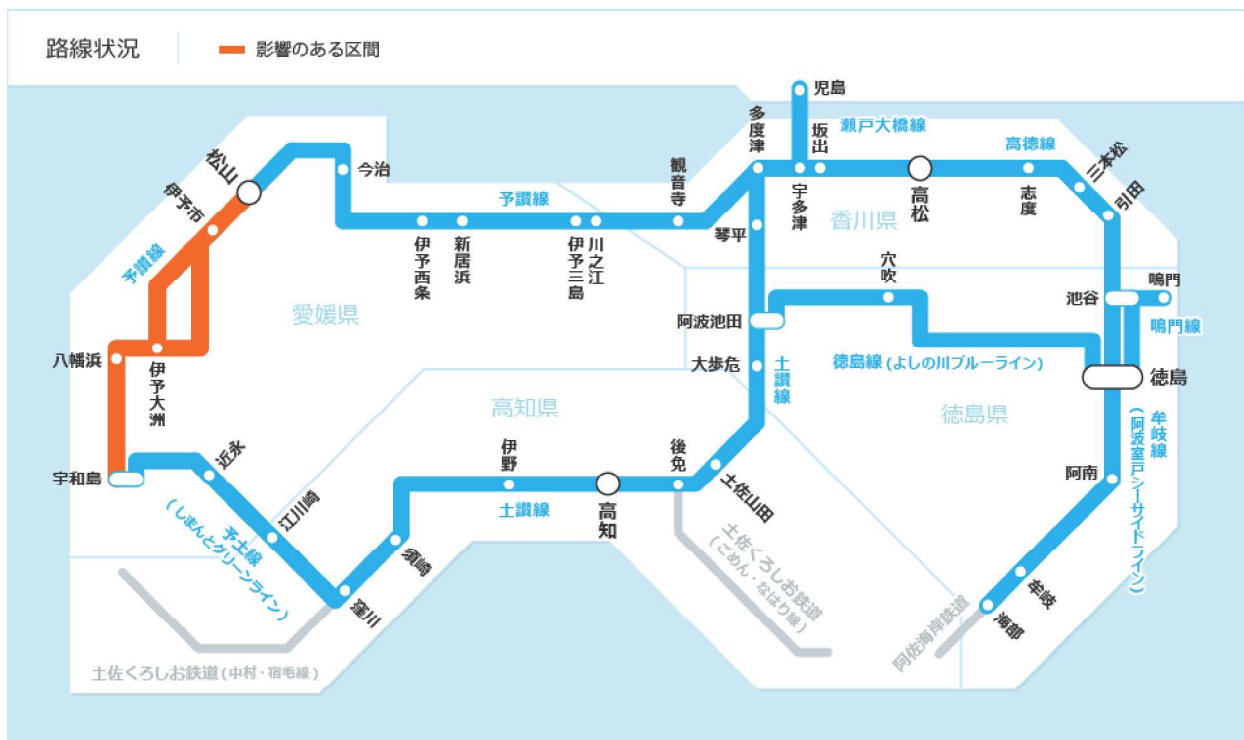 路線状況
影響のある区間
児島
瀬戸大橋線
多度津
坂出
高徳線
三本松
松山
今治
観音寺
宇多津
高松
志度
引田
伊予市
予讃線
予讃線
香川県
琴平
伊予西条
新居浜
伊予三島
川之江
穴吹
池谷
鳴門
鳴門線
愛媛県
阿波池田
八幡浜
伊予大洲
大歩危
土讃線
徳島線(よしの川ブルーライン)
徳島
高知県
徳島県
牟岐線
(阿波室戸シーサイドライン)
宇和島
近永
伊野
後免
土佐山田
阿南
土讃線
高知
江川崎
予土線
(しまんとグリーンライン)
須崎
窪川
土佐くろしお鉄道
(ごめん・なはり線)
牟岐
海部
阿佐海岸鉄道
土佐くろしお鉄道(中村・宿毛線)